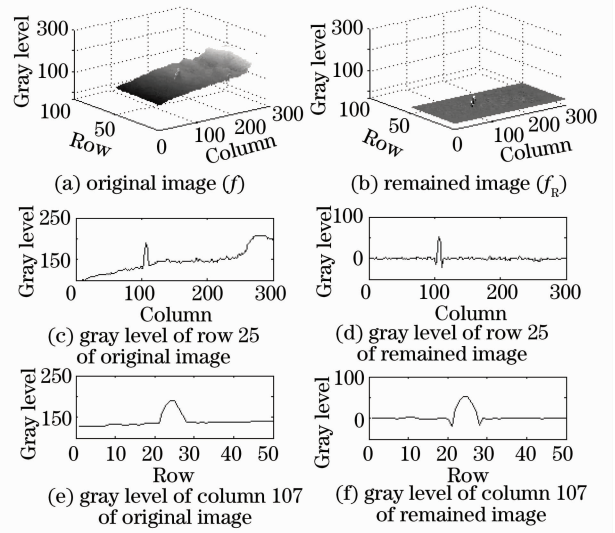 Gray level
300
100
100
50
0
100
200
300
Row
Column
(a) original image (f)
Gray level
300
100
100
50
0
100
200
300
Row
Column
(b) remained image (fR)
Gray level
250
150
0
100
200
300
Column
(c) gray level of row 25
of original image
Gray level
100
0
0
100
200
300
Column
(d) gray level of row 25
of remained image
Gray level
250
150
0
10
20
30
40
50
Row
(e) gray level of column 107
of original image
Gray level
100
0
0
10
20
30
40
50
Row
(f) gray level of column 107
of remained image